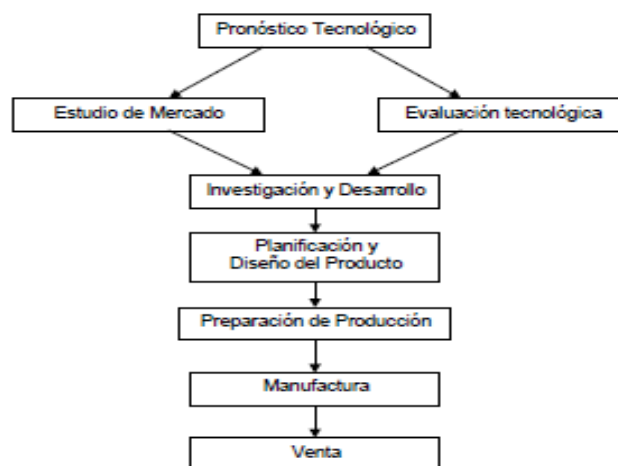 Pronóstico Tecnológico
Estudio de Mercado
Evaluación tecnológica
Investigación y Desarrollo
Planificación y
Diseño del Producto
Preparación de Producción
Manufactura
Venta